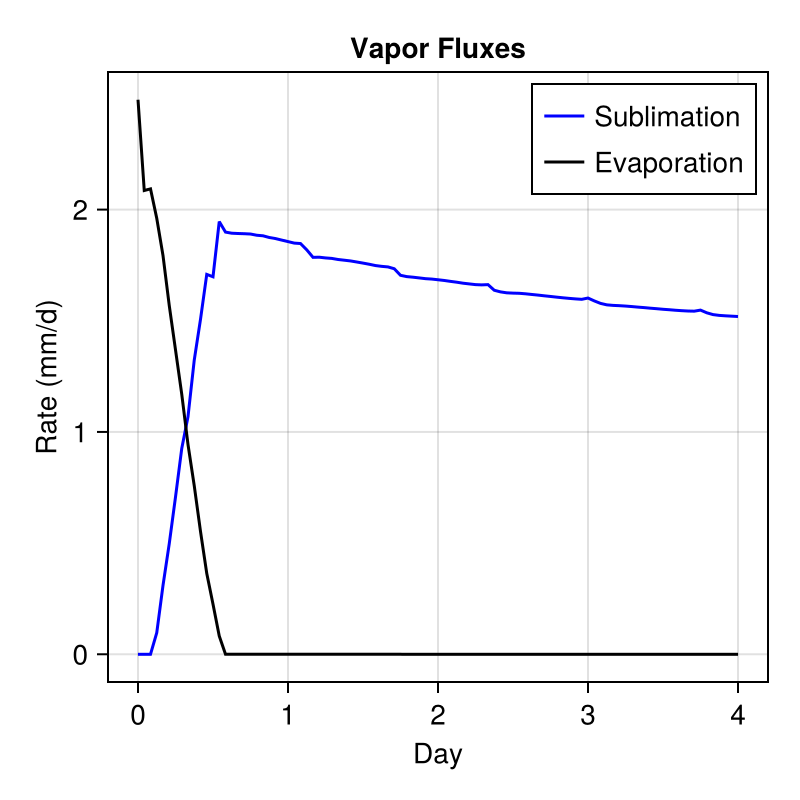 Vapor Fluxes
Sublimation
Evaporation
2
1
0
Rate (mm/d)
0 1 2 3 4
Day